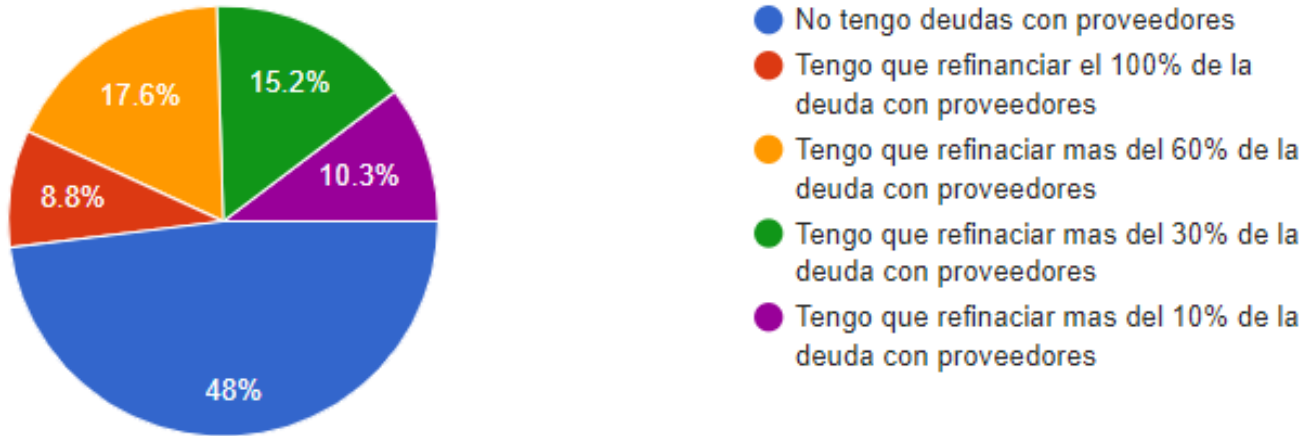 17.6%
15.2%
8.8%
10.3%
48%
No tengo deudas con proveedores
Tengo que refinanciar el 100% de la
deuda con proveedores
Tengo que refinaciar mas del 60% de la
deuda con proveedores
Tengo que refinaciar mas del 30% de la
deuda con proveedores
Tengo que refinaciar mas del 10% de la
deuda con proveedores